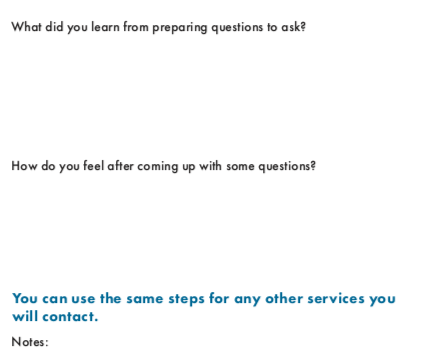 What did you learn from preparing questions to ask?
How do you feel after coming up with some questions?
You can use the same steps for any other services you
will contact.
Notes: